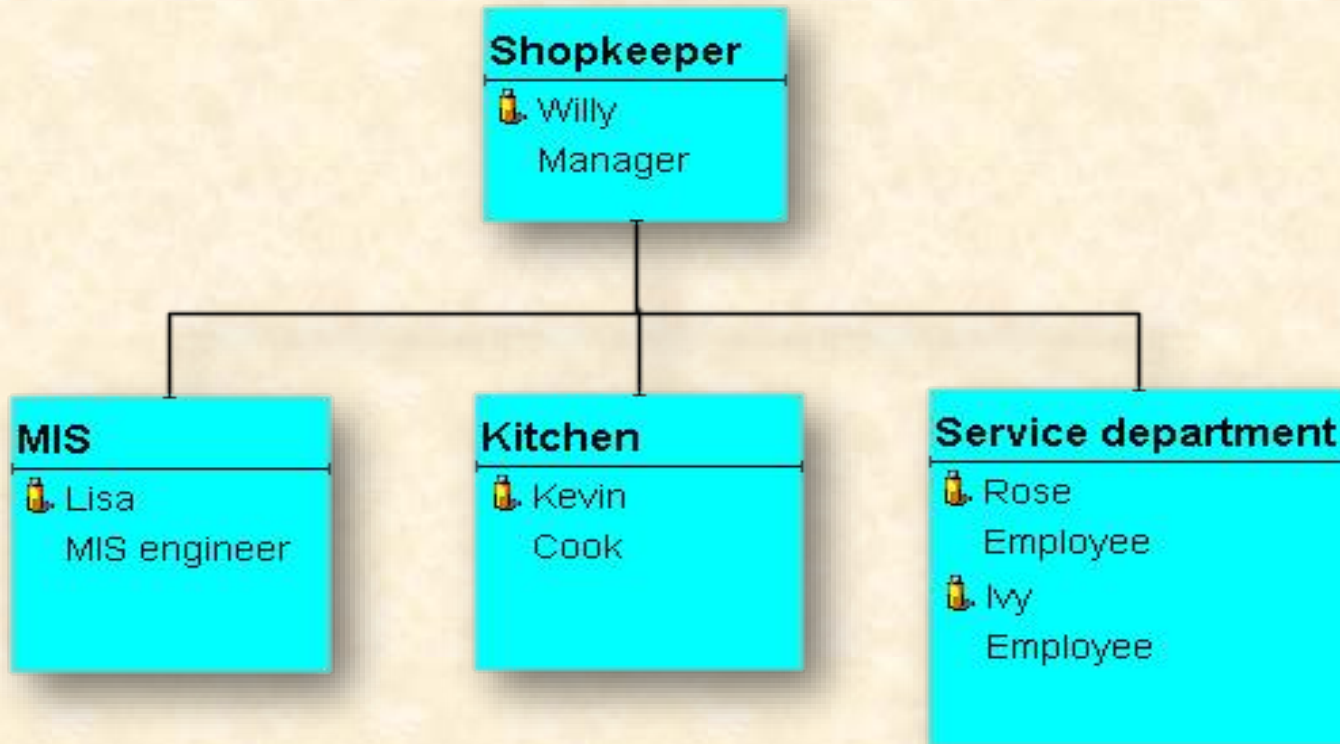 Shopkeeper
Willy
Manager
MIS
Lisa
MIS engineer
Kitchen
Kevin
Cook
Service department
Rose
Employee
Ivy
Employee